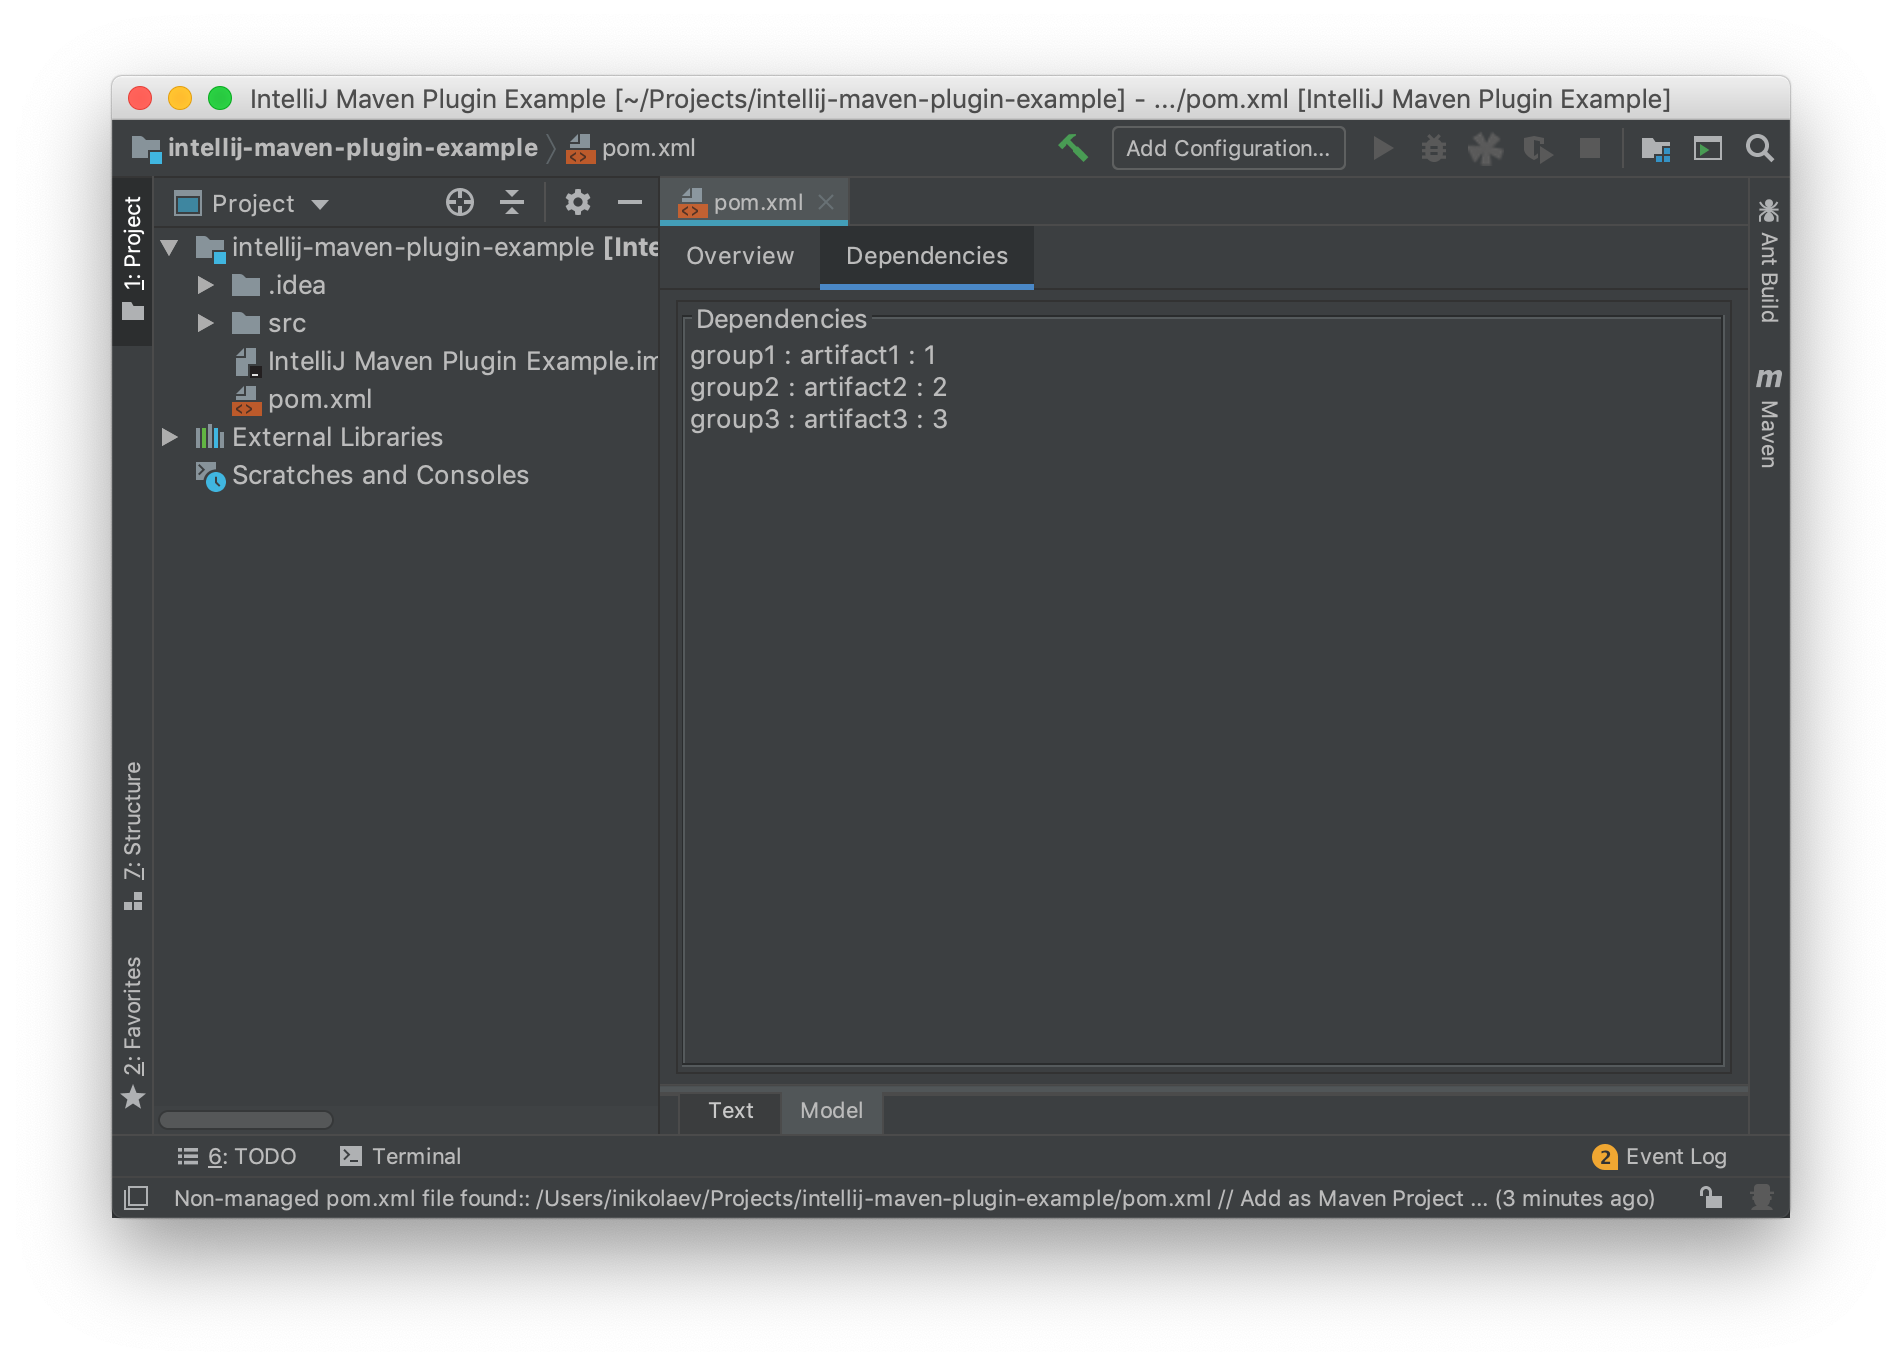 IntelliJ Maven Plugin Example [~/Projects/intellij-maven-plugin-example] - .../pom.xml [IntelliJ Maven Plugin Example]
intellij-maven-plugin-example
pom.xml
Add Configuration...
1: Project
Project
pom.xml
Ant Build
intellij-maven-plugin-example [Inte
Overview
Dependencies
.idea
src
IntelliJ Maven Plugin Example.im
pom.xml
External Libraries
Scratches and Consoles
Dependencies
group1 : artifact1 : 1
group2 : artifact2 : 2
group3 : artifact3 : 3
m
Maven
7: Structure
2: Favorites
Text
Model
6: TODO
Terminal
2
Event Log
Non-managed pom.xml file found:: /Users/inikolaev/Projects/intellij-maven-plugin-example/pom.xml // Add as Maven Project ... (3 minutes ago)